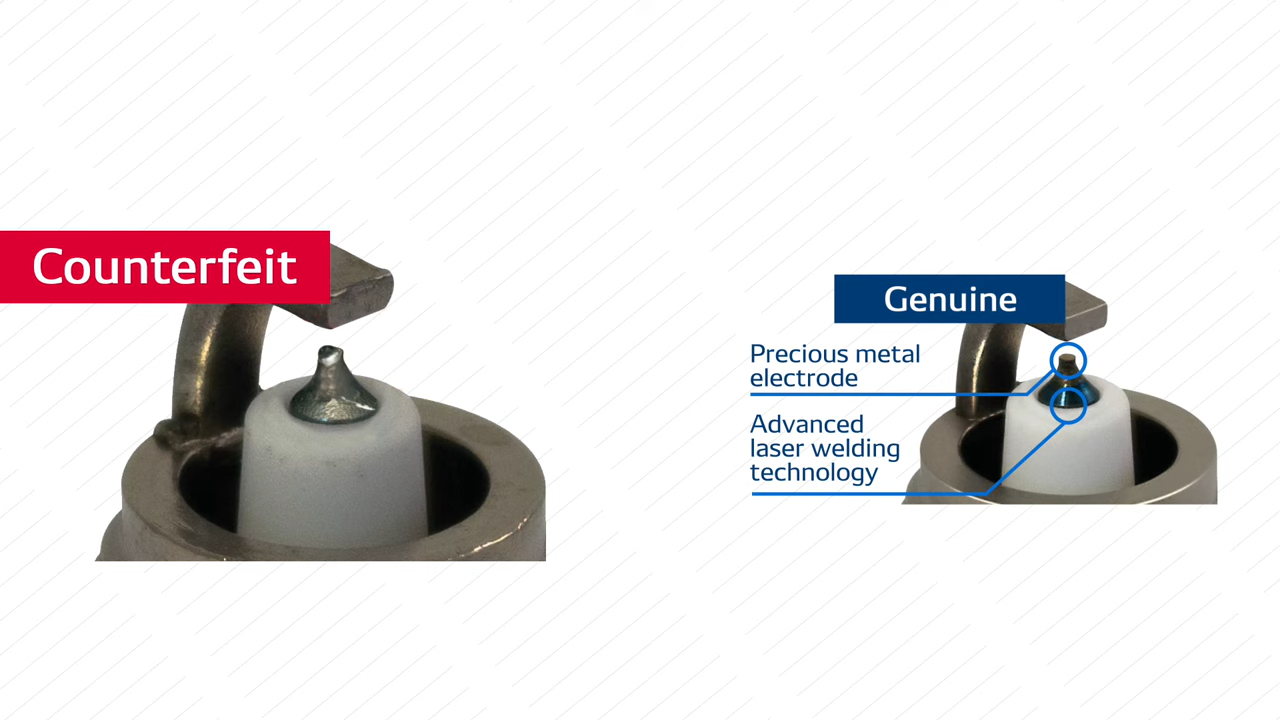 Counterfeit
Genuine
Precious metal
electrode
Advanced
laser welding
technology